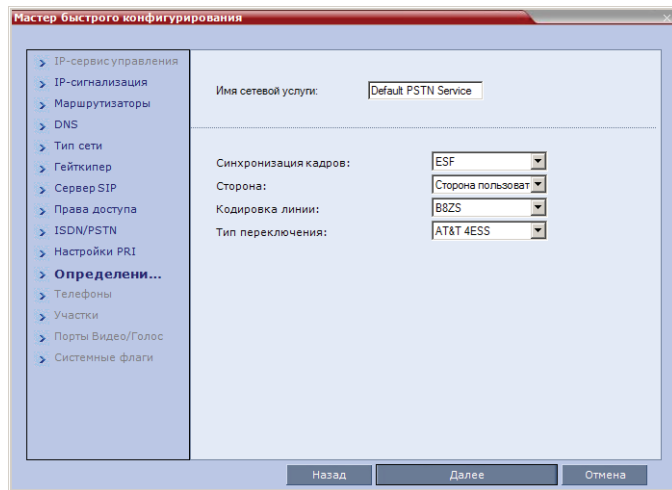 Мастер быстрого конфигурирования
IP-сервис управления
IP-сигнализация
Маршрутизаторы
DNS
Тип сети
Гейткипер
Сервер SIP
Права доступа
ISDN/PSTN
Настройки PRI
Определени...
Телефоны
Участки
Порты Видео/Голос
Системные флаги
Имя сетевой услуги: Default PSTN Service
Синхронизация кадров: ESF
Сторона: Сторона пользоват
Кодировка линии: B8ZS
Тип переключения: AT&T 4ESS
Назад Далее Отмена